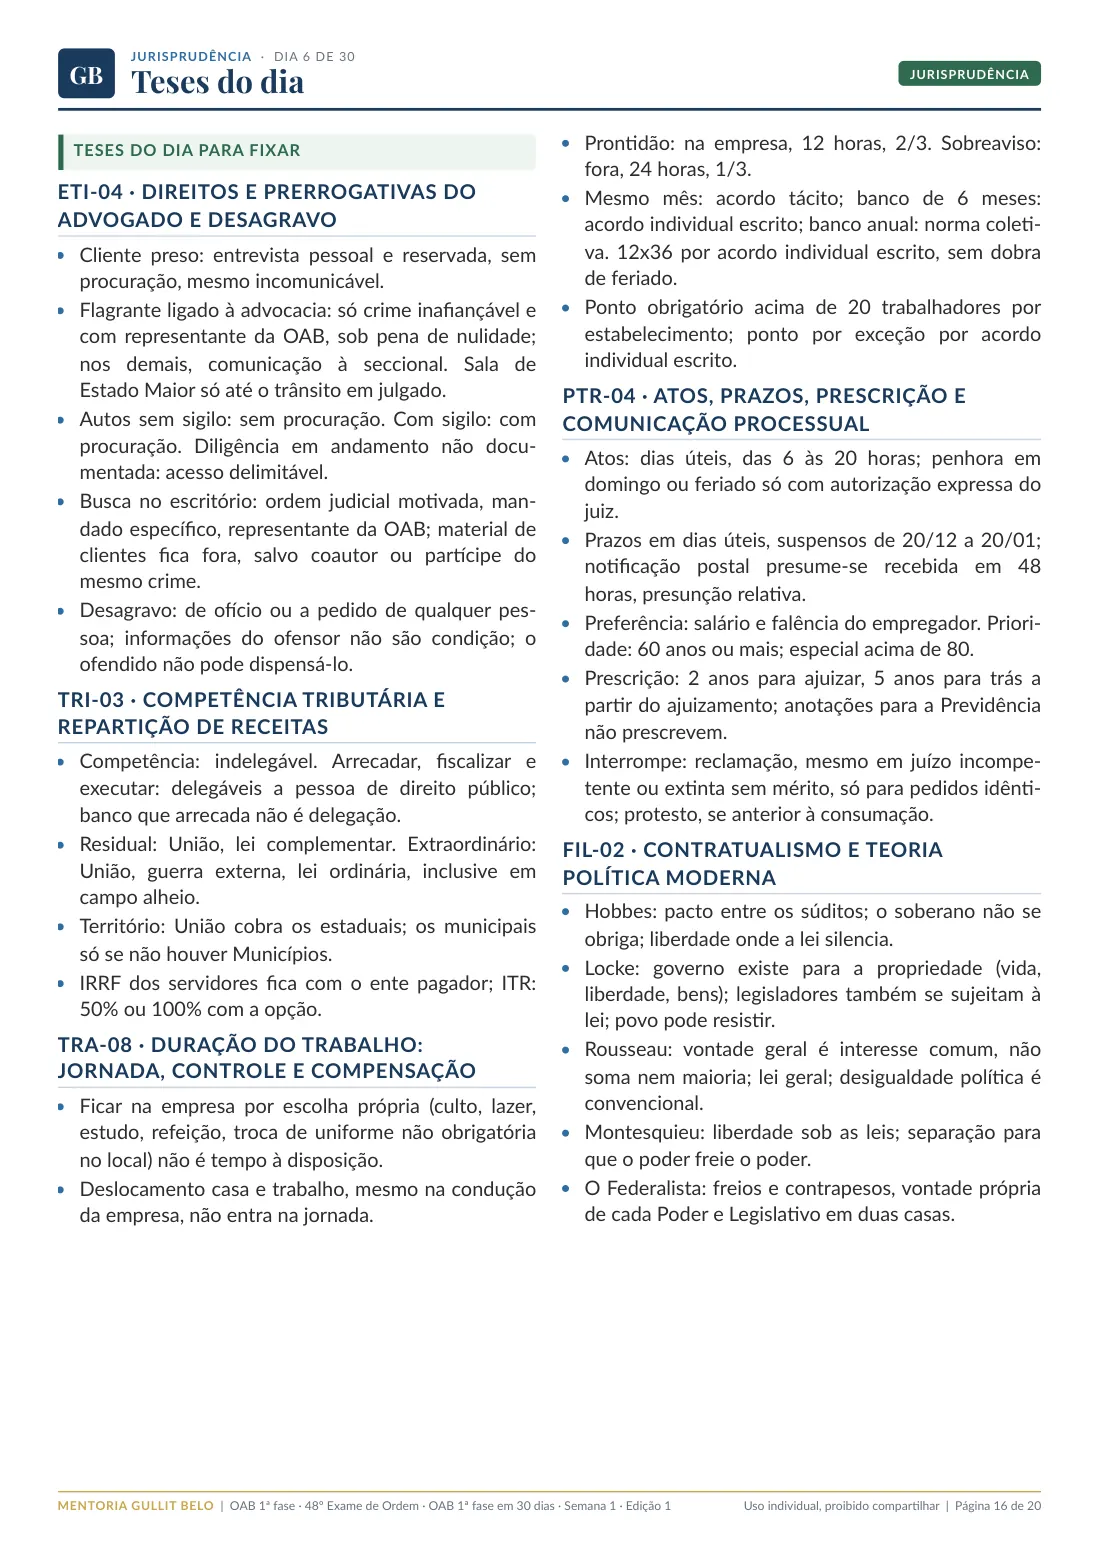 GB
JURISPRUDÊNCIA · DIA 6 DE 30
Teses do dia
JURISPRUDÊNCIA
TESES DO DIA PARA FIXAR
ETI-04 · DIREITOS E PRERROGATIVAS DO
ADVOGADO E DESAGRAVO
• Cliente preso: entrevista pessoal e reservada, sem
procuração, mesmo incomunicável.
• Flagrante ligado à advocacia: só crime inafiançável e
com representante da OAB, sob pena de nulidade;
nos demais, comunicação à seccional. Sala de
Estado Maior só até o trânsito em julgado.
• Autos sem sigilo: sem procuração. Com sigilo: com
procuração. Diligência em andamento não docu-
mentada: acesso delimitável.
• Busca no escritório: ordem judicial motivada, man-
dado específico, representante da OAB; material de
clientes fica fora, salvo coautor ou partícipe do
mesmo crime.
• Desagravo: de ofício ou a pedido de qualquer pes-
soa; informações do ofensor não são condição; o
ofendido não pode dispensá-lo.
TRI-03 · COMPETÊNCIA TRIBUTÁRIA E
REPARTIÇÃO DE RECEITAS
• Competência: indelegável. Arrecadar, fiscalizar e
executar: delegáveis a pessoa de direito público;
banco que arrecada não é delegação.
• Residual: União, lei complementar. Extraordinário:
União, guerra externa, lei ordinária, inclusive em
campo alheio.
• Território: União cobra os estaduais; os municipais
só se não houver Municípios.
• IRRF dos servidores fica com o ente pagador; ITR:
50% ou 100% com a opção.
TRA-08 · DURAÇÃO DO TRABALHO:
JORNADA, CONTROLE E COMPENSAÇÃO
• Ficar na empresa por escolha própria (culto, lazer,
estudo, refeição, troca de uniforme não obrigatória
no local) não é tempo à disposição.
• Deslocamento casa e trabalho, mesmo na condução
da empresa, não entra na jornada.
• Prontidão: na empresa, 12 horas, 2/3. Sobreaviso:
fora, 24 horas, 1/3.
• Mesmo mês: acordo tácito; banco de 6 meses:
acordo individual escrito; banco anual: norma coleti-
va. 12x36 por acordo individual escrito, sem dobra
de feriado.
• Ponto obrigatório acima de 20 trabalhadores por
estabelecimento; ponto por exceção por acordo
individual escrito.
PTR-04 · ATOS, PRAZOS, PRESCRIÇÃO E
COMUNICAÇÃO PROCESSUAL
• Atos: dias úteis, das 6 às 20 horas; penhora em
domingo ou feriado só com autorização expressa do
juiz.
• Prazos em dias úteis, suspensos de 20/12 a 20/01;
notificação postal presume-se recebida em 48
horas, presunção relativa.
• Preferência: salário e falência do empregador. Priori-
dade: 60 anos ou mais; especial acima de 80.
• Prescrição: 2 anos para ajuizar, 5 anos para trás a
partir do ajuizamento; anotações para a Previdência
não prescrevem.
• Interrompe: reclamação, mesmo em juízo incompe-
tente ou extinta sem mérito, só para pedidos idênti-
cos; protesto, se anterior à consumação.
FIL-02 · CONTRATUALISMO E TEORIA
POLÍTICA MODERNA
• Hobbes: pacto entre os súditos; o soberano não se
obriga; liberdade onde a lei silencia.
• Locke: governo existe para a propriedade (vida,
liberdade, bens); legisladores também se sujeitam à
lei; povo pode resistir.
• Rousseau: vontade geral é interesse comum, não
soma nem maioria; lei geral; desigualdade política é
convencional.
• Montesquieu: liberdade sob as leis; separação para
que o poder freie o poder.
• O Federalista: freios e contrapesos, vontade própria
de cada Poder e Legislativo em duas casas.
MENTORIA GULLIT BELO | OAB 1ª fase · 48º Exame de Ordem · OAB 1ª fase em 30 dias · Semana 1 · Edição 1
Uso individual, proibido compartilhar | Página 16 de 20